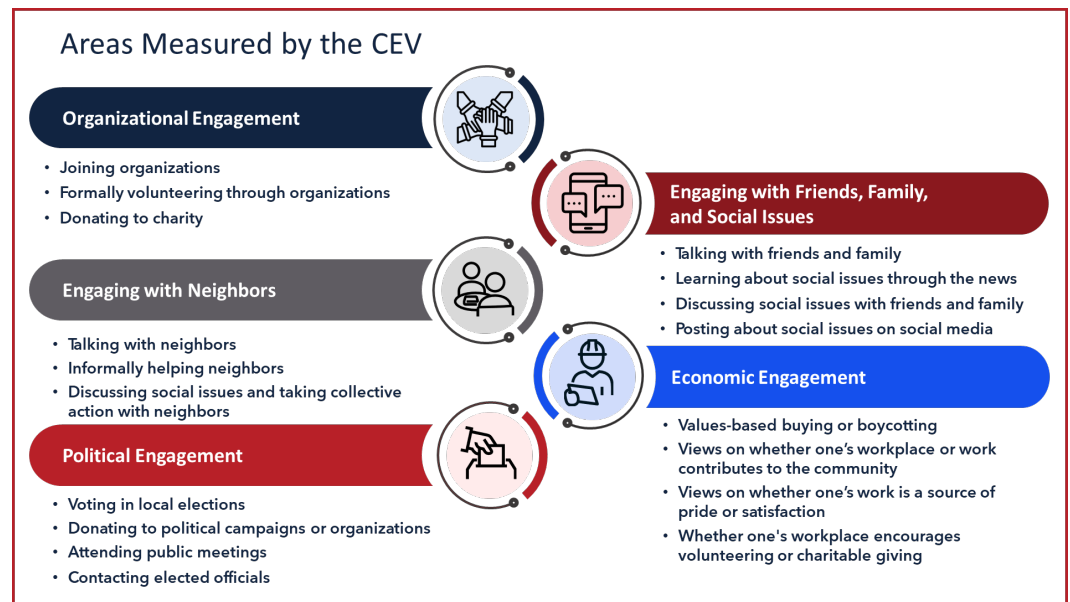 Areas Measured by the CEV
Organizational Engagement
• Joining organizations
• Formally volunteering through organizations
• Donating to charity
Engaging with Friends, Family,
and Social Issues
• Talking with friends and family
• Learning about social issues through the news
• Discussing social issues with friends and family
• Posting about social issues on social media
Engaging with Neighbors
• Talking with neighbors
• Informally helping neighbors
• Discussing social issues and taking collective
action with neighbors
Economic Engagement
• Values-based buying or boycotting
• Views on whether one’s workplace or work
contributes to the community
• Views on whether one’s work is a source of
pride or satisfaction
• Whether one's workplace encourages
volunteering or charitable giving
Political Engagement
• Voting in local elections
• Donating to political campaigns or organizations
• Attending public meetings
• Contacting elected officials